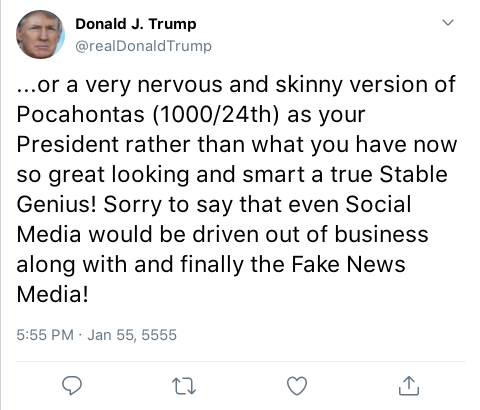 Donald J. Trump
@realDonaldTrump
...or a very nervous and skinny version of
Pocahontas (1000/24th) as your
President rather than what you have now
so great looking and smart a true Stable
Genius! Sorry to say that even Social
Media would be driven out of business
along with and finally the Fake News
Media!
5:55 PM · Jan 55, 5555